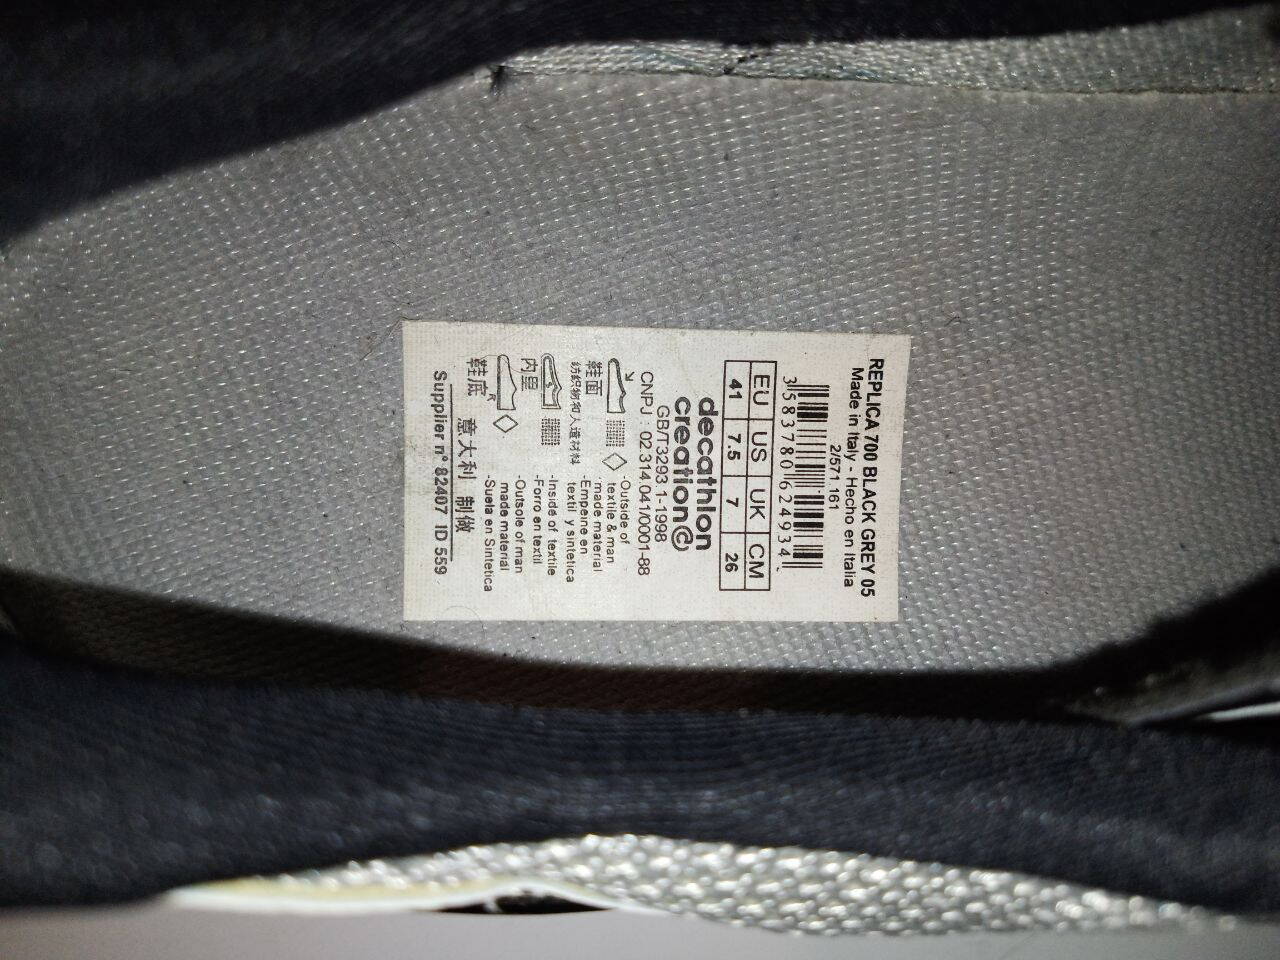 REPLICA 700 BLACK GREY 05
Made in Italy - Hecho en Italia
2/571.161
3 583780 624934
EU US UK CM
41 7.5 7 26
decathlon
creation@
GB/T3293.1-1998
CNPJ : 02.314.041/0001-88
鞋面
-Outside of
textile & man
made material
纺织物和人造材料
-Empeine en
textil y sintetica
内里
-Inside of textile
-Forro en textil
鞋底
-Outsole of man
made material
-Suela en Sintetica
意大利 制做
Supplier n° 82407 ID 559